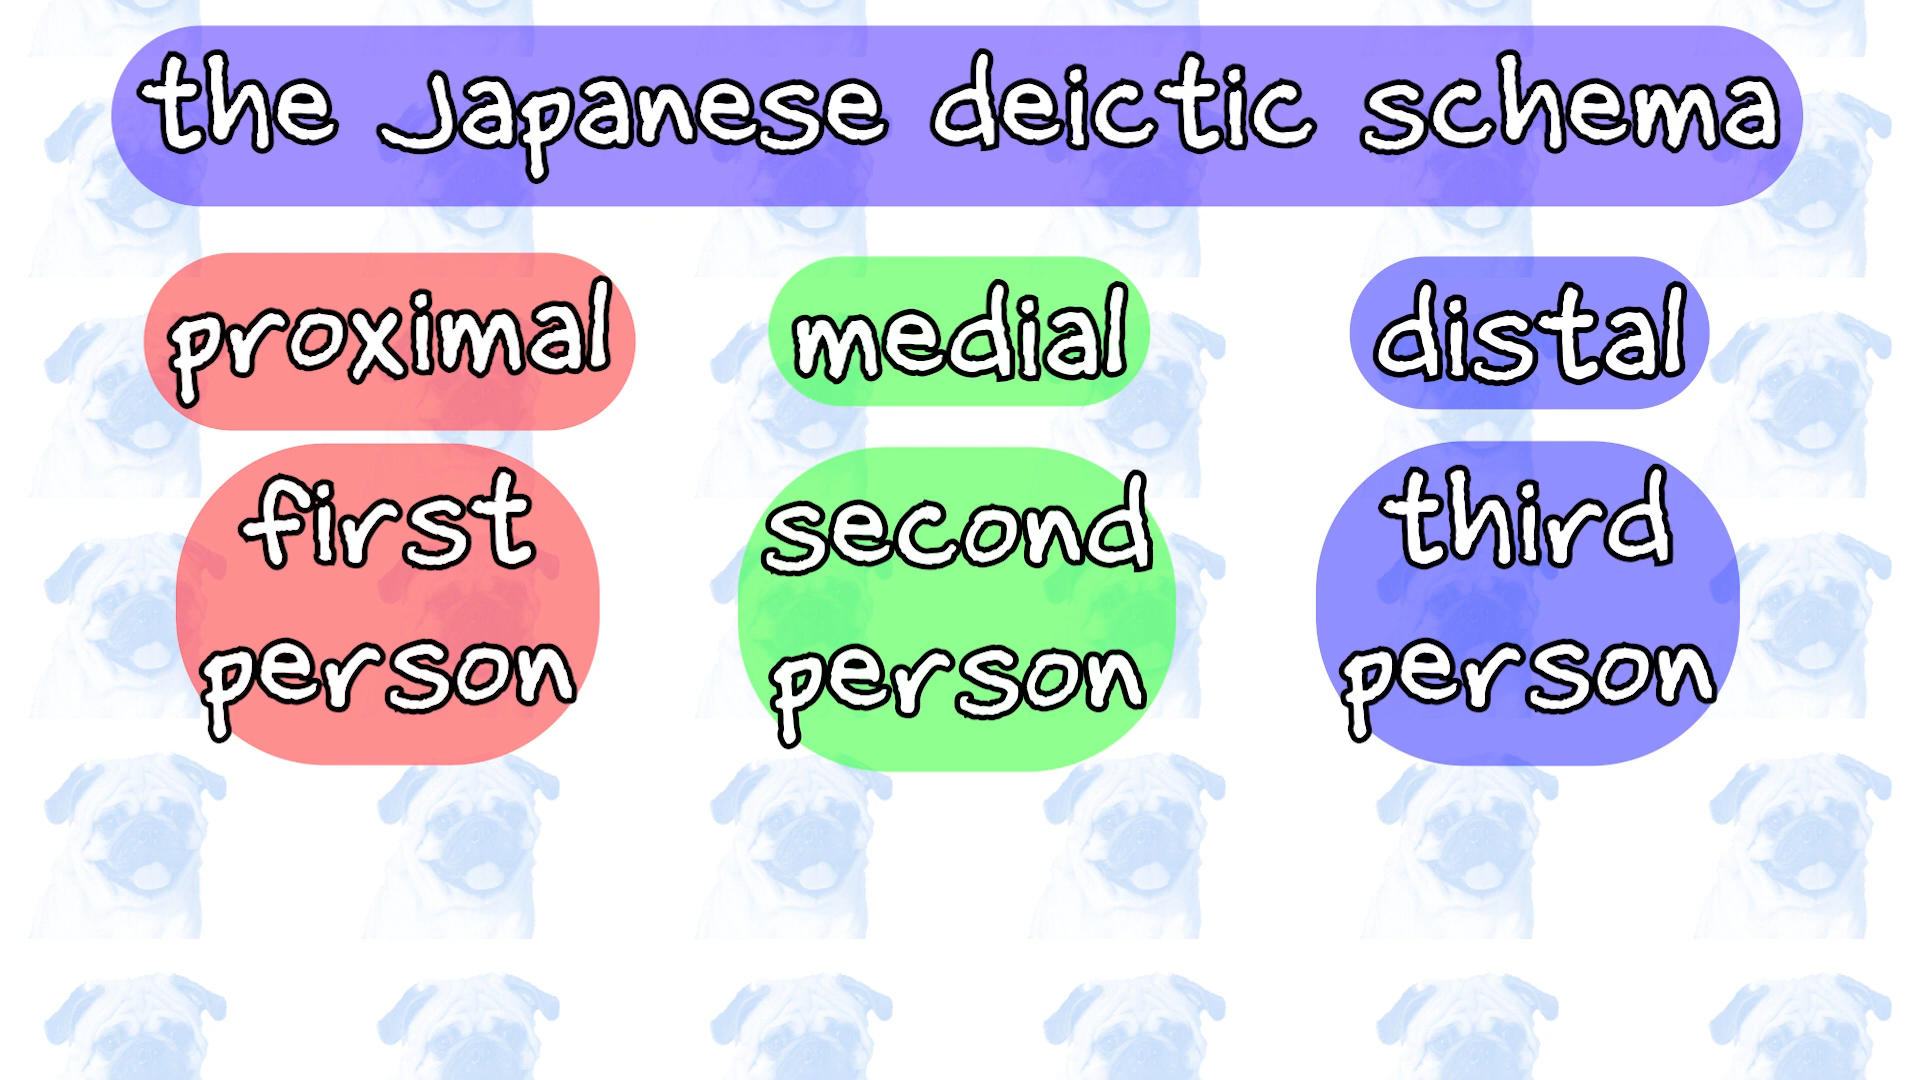 the Japanese deictic schema
proximal
medial
distal
first
person
second
person
third
person